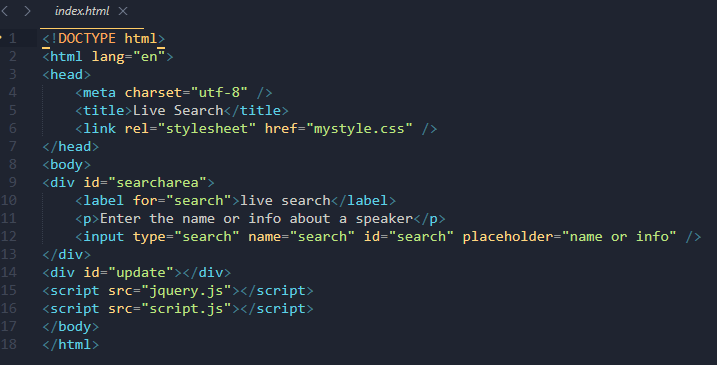 index.html
1 <!DOCTYPE html>
2 <html lang="en">
3 <head>
4 <meta charset="utf-8" />
5 <title>Live Search</title>
6 <link rel="stylesheet" href="mystyle.css" />
7 </head>
8 <body>
9 <div id="searcharea">
10 <label for="search">live search</label>
11 <p>Enter the name or info about a speaker</p>
12 <input type="search" name="search" id="search" placeholder="name or info" />
13 </div>
14 <div id="update"></div>
15 <script src="jquery.js"></script>
16 <script src="script.js"></script>
17 </body>
18 </html>